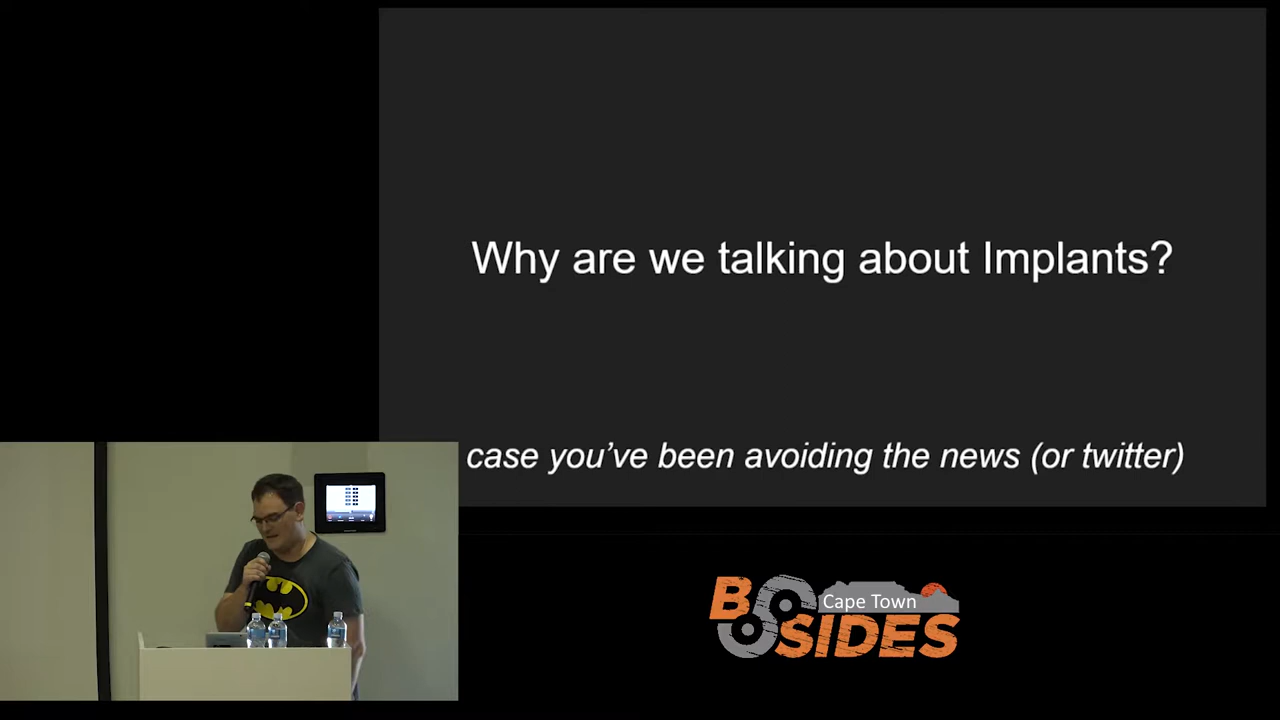 Why are we talking about Implants?
case you've been avoiding the news (or twitter)
B
Cape Town
SIDES